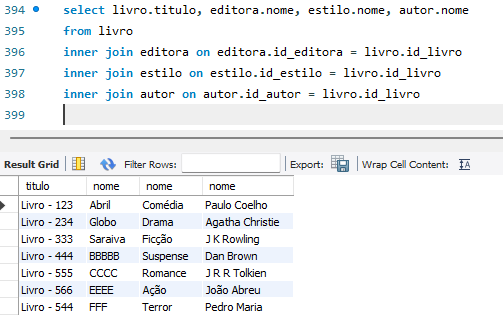 394 select livro.titulo, editora.nome, estilo.nome, autor.nome
395 from livro
396 inner join editora on editora.id_editora = livro.id_livro
397 inner join estilo on estilo.id_estilo = livro.id_livro
398 inner join autor on autor.id_autor = livro.id_livro
399
Result Grid Filter Rows: Export: Wrap Cell Content:
titulo nome nome nome
Livro - 123 Abril Comédia Paulo Coelho
Livro - 234 Globo Drama Agatha Christie
Livro - 333 Saraiva Ficção J K Rowling
Livro - 444 BBBBB Suspense Dan Brown
Livro - 555 CCCC Romance J R R Tolkien
Livro - 566 EEEE Ação João Abreu
Livro - 544 FFF Terror Pedro Maria